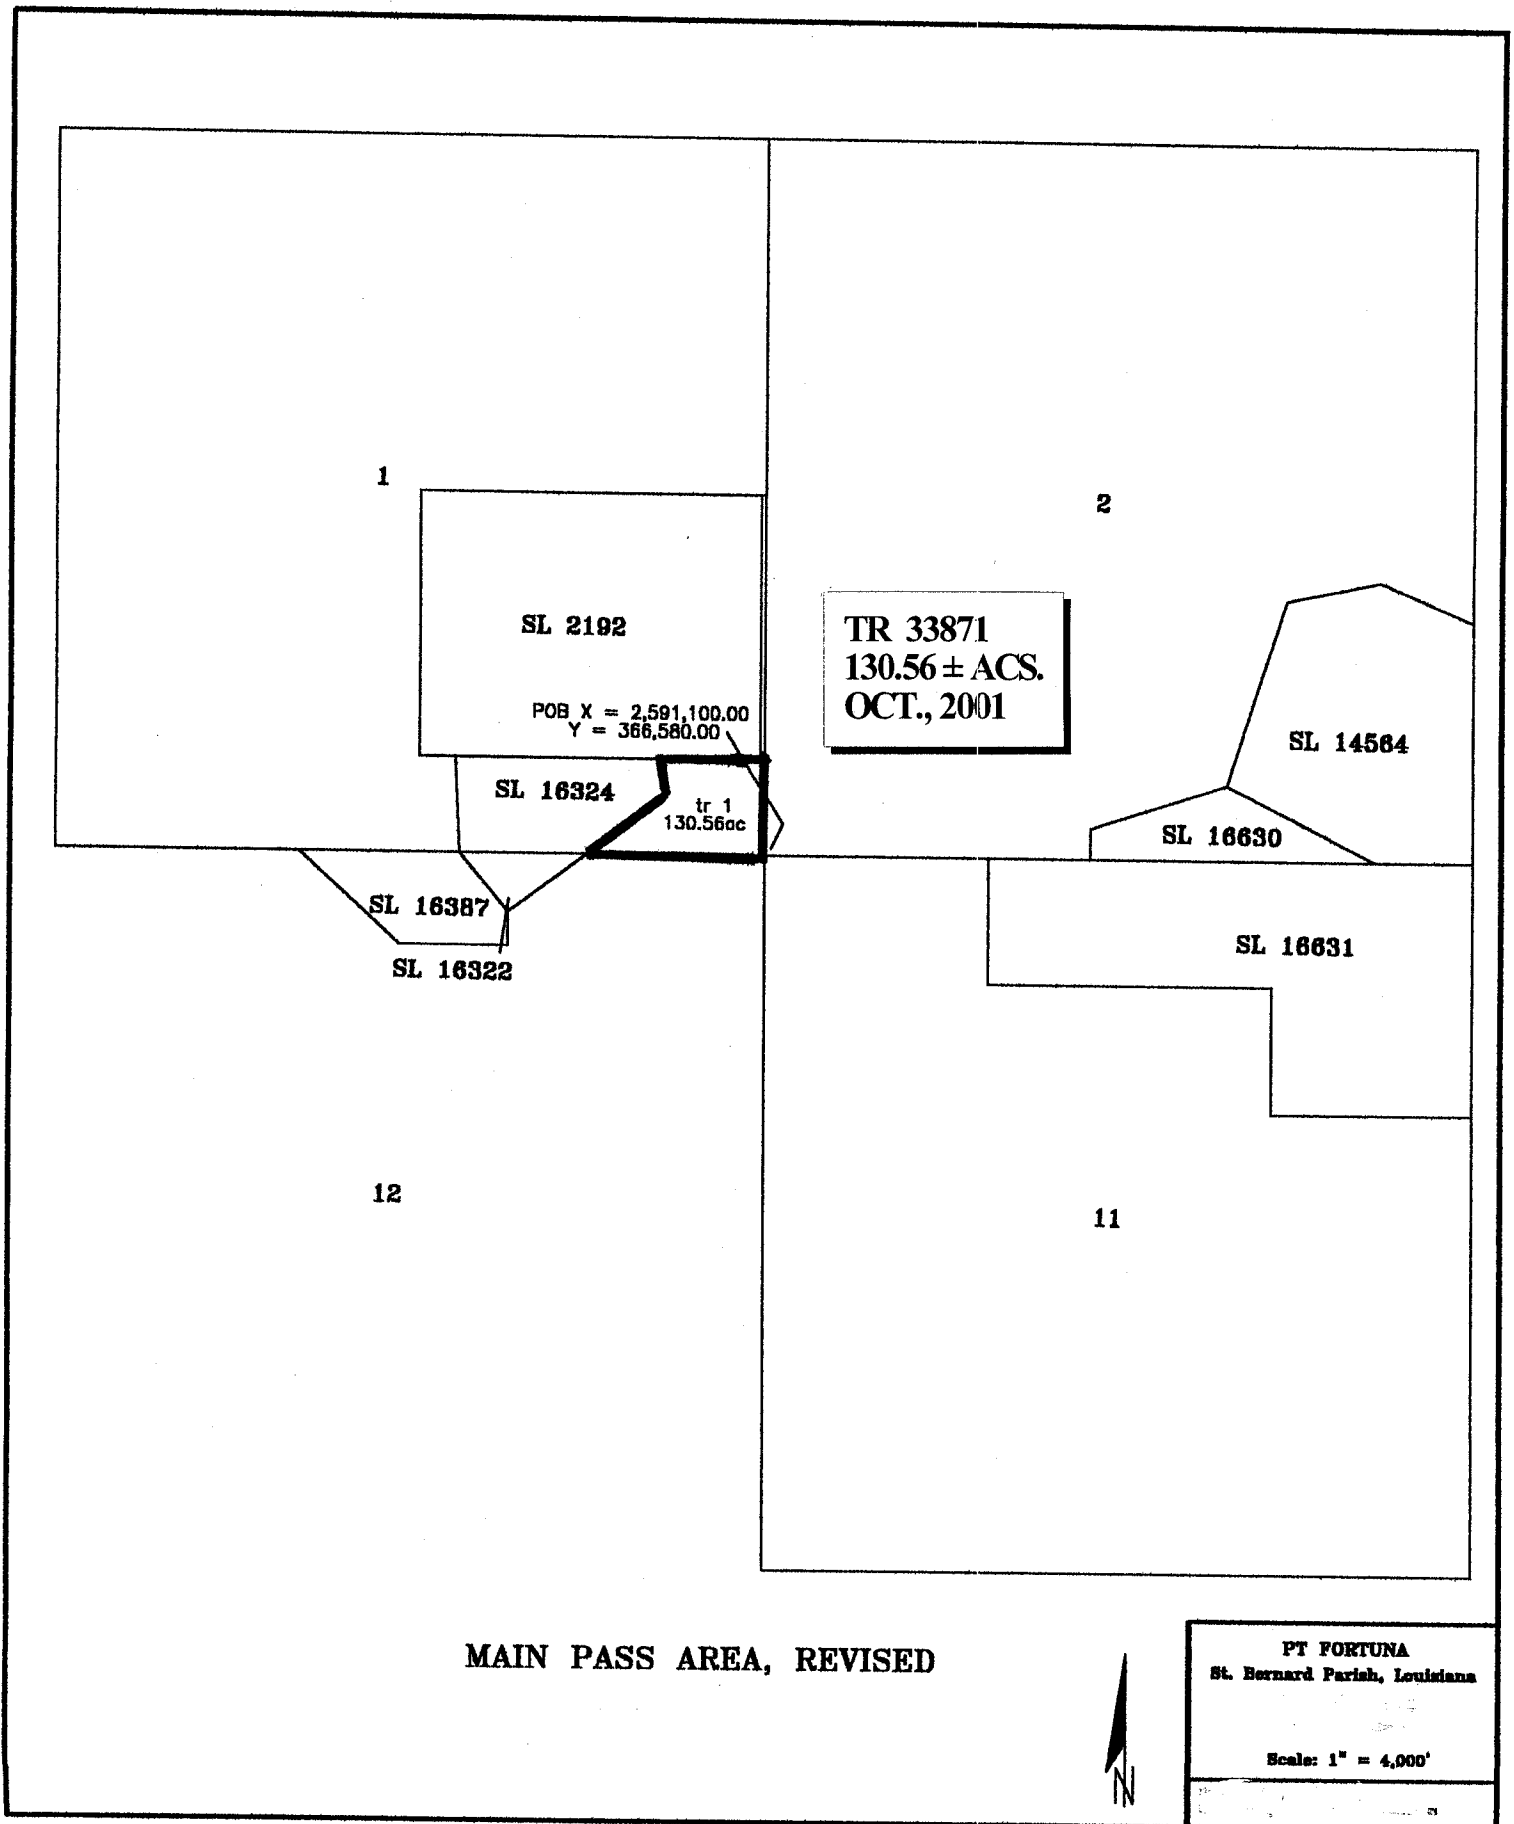 1
2
SL 2192
TR 33871
130.56 ± ACS.
OCT., 2001
POB X = 2,591,100.00
Y = 366,580.00
SL 14564
SL 16324
tr 1
130.56ac
SL 16630
SL 16387
SL 16322
SL 16631
12
11
MAIN PASS AREA, REVISED
N
PT FORTUNA
St. Bernard Parish, Louisiana
Scale: 1" = 4,000'